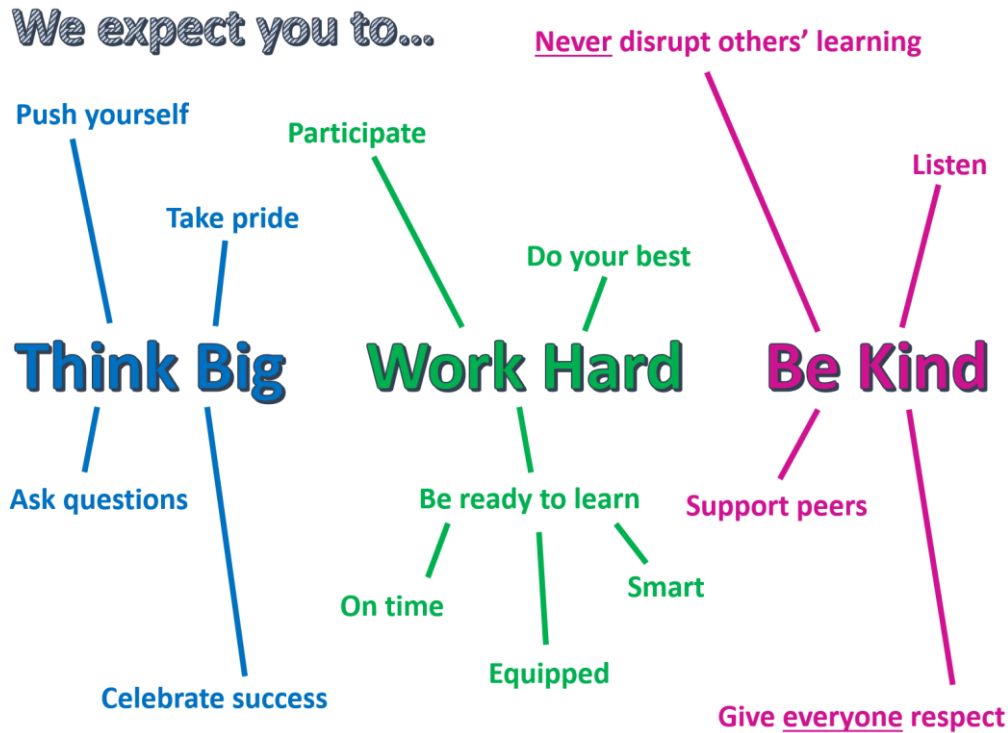 We expect you to...
Never disrupt others' learning
Push yourself
Participate
Listen
Take pride
Do your best
Think Big
Work Hard
Be Kind
Ask questions
Be ready to learn
Support peers
On time
Smart
Equipped
Celebrate success
Give everyone respect